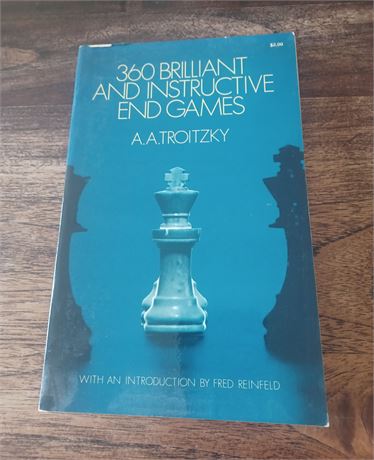 $2.00
360 BRILLIANT
AND INSTRUCTIVE
END GAMES
A.A.TROITZKY
WITH AN INTRODUCTION BY FRED REINFELD